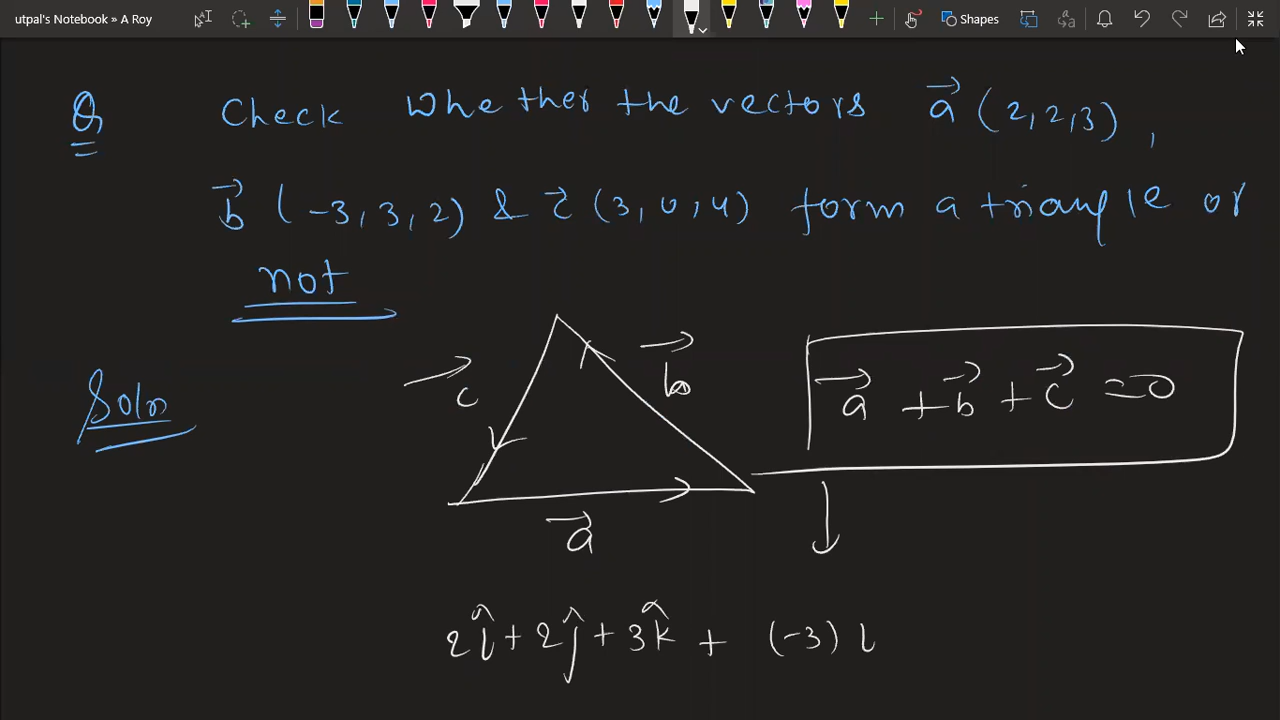 utpal's Notebook » A Roy
Shapes
Q Check Whether the vectors a⃗ (2,2,3),
b⃗ (-3,3,2) & c⃗ (3,0,4) form a triangle or
not
Soln
c⃗
b⃗
a⃗ + b⃗ + c⃗ = 0
a⃗
2î + 2ĵ + 3k̂ + (-3) i